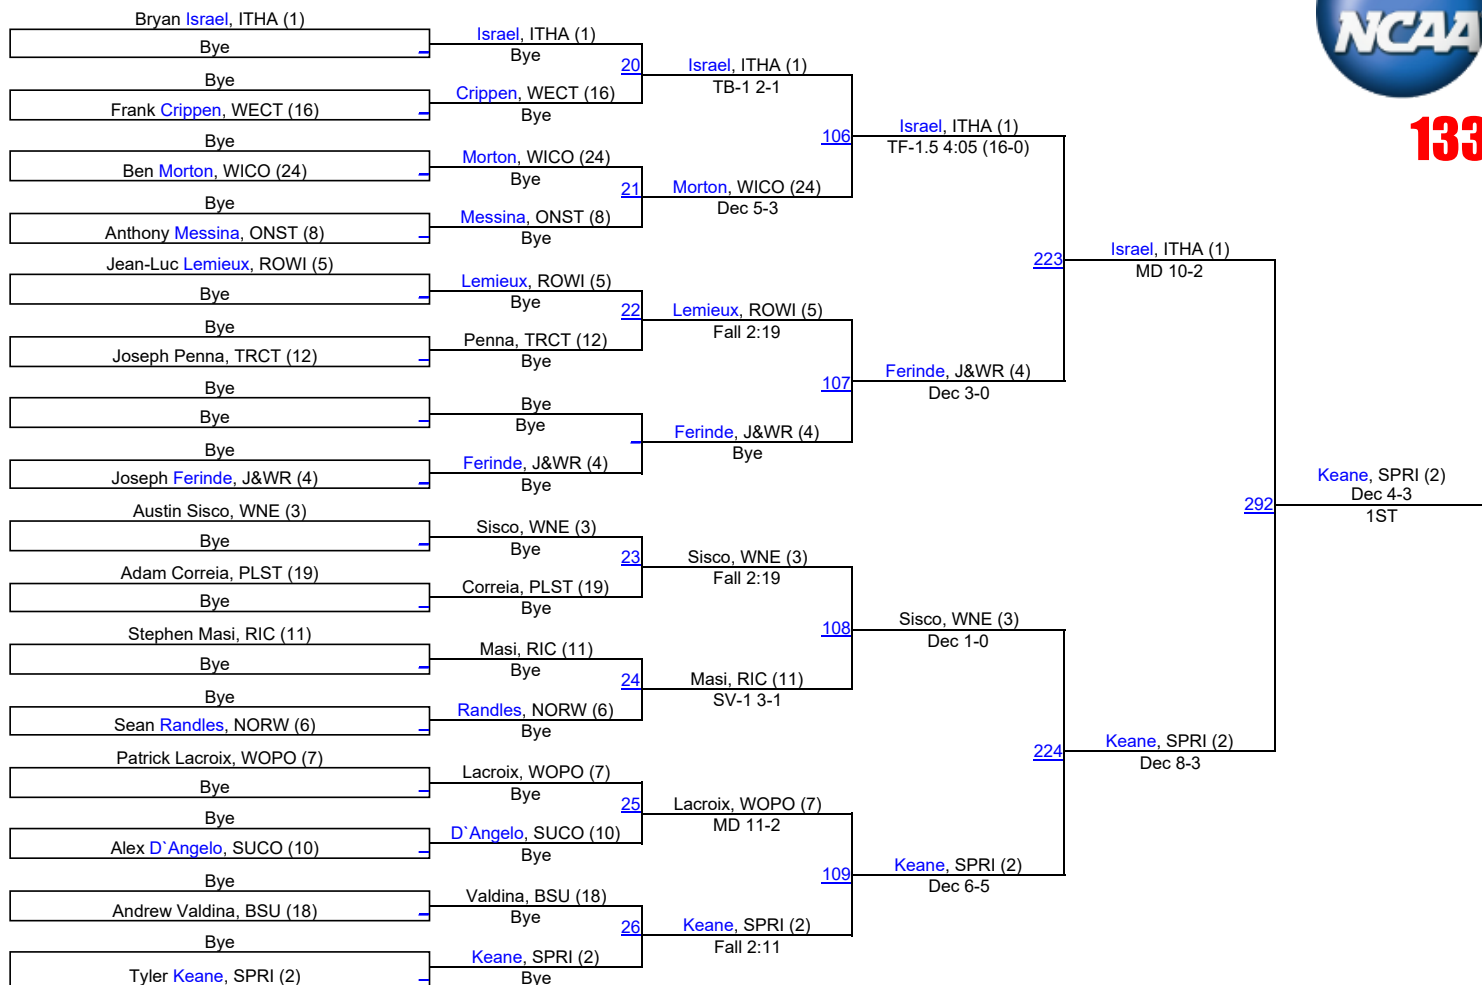 Bryan Israel, ITHA (1)
Bye
Bye
Frank Crippen, WECT (16)
Bye
Ben Morton, WICO (24)
Bye
Anthony Messina, ONST (8)
Jean-Luc Lemieux, ROWI (5)
Bye
Bye
Joseph Penna, TRCT (12)
Bye
Bye
Bye
Joseph Ferinde, J&WR (4)
Austin Sisco, WNE (3)
Bye
Adam Correia, PLST (19)
Bye
Stephen Masi, RIC (11)
Bye
Bye
Sean Randles, NORW (6)
Patrick Lacroix, WOPO (7)
Bye
Bye
Alex D`Angelo, SUCO (10)
Bye
Andrew Valdina, BSU (18)
Bye
Tyler Keane, SPRI (2)
Israel, ITHA (1)
Bye
20
Crippen, WECT (16)
Bye
Morton, WICO (24)
Bye
21
Messina, ONST (8)
Bye
Lemieux, ROWI (5)
Bye
22
Penna, TRCT (12)
Bye
Bye
Bye
Ferinde, J&WR (4)
Bye
Sisco, WNE (3)
Bye
23
Correia, PLST (19)
Bye
Masi, RIC (11)
Bye
24
Randles, NORW (6)
Bye
Lacroix, WOPO (7)
Bye
25
D`Angelo, SUCO (10)
Bye
Valdina, BSU (18)
Bye
26
Keane, SPRI (2)
Bye
Israel, ITHA (1)
TB-1 2-1
106
Morton, WICO (24)
Dec 5-3
Lemieux, ROWI (5)
Fall 2:19
107
Ferinde, J&WR (4)
Bye
Sisco, WNE (3)
Fall 2:19
108
Masi, RIC (11)
SV-1 3-1
Lacroix, WOPO (7)
MD 11-2
109
Keane, SPRI (2)
Fall 2:11
Israel, ITHA (1)
TF-1.5 4:05 (16-0)
223
Ferinde, J&WR (4)
Dec 3-0
Sisco, WNE (3)
Dec 1-0
224
Keane, SPRI (2)
Dec 6-5
Israel, ITHA (1)
MD 10-2
292
Keane, SPRI (2)
Dec 8-3
Keane, SPRI (2)
Dec 4-3
1ST
NCAA
133